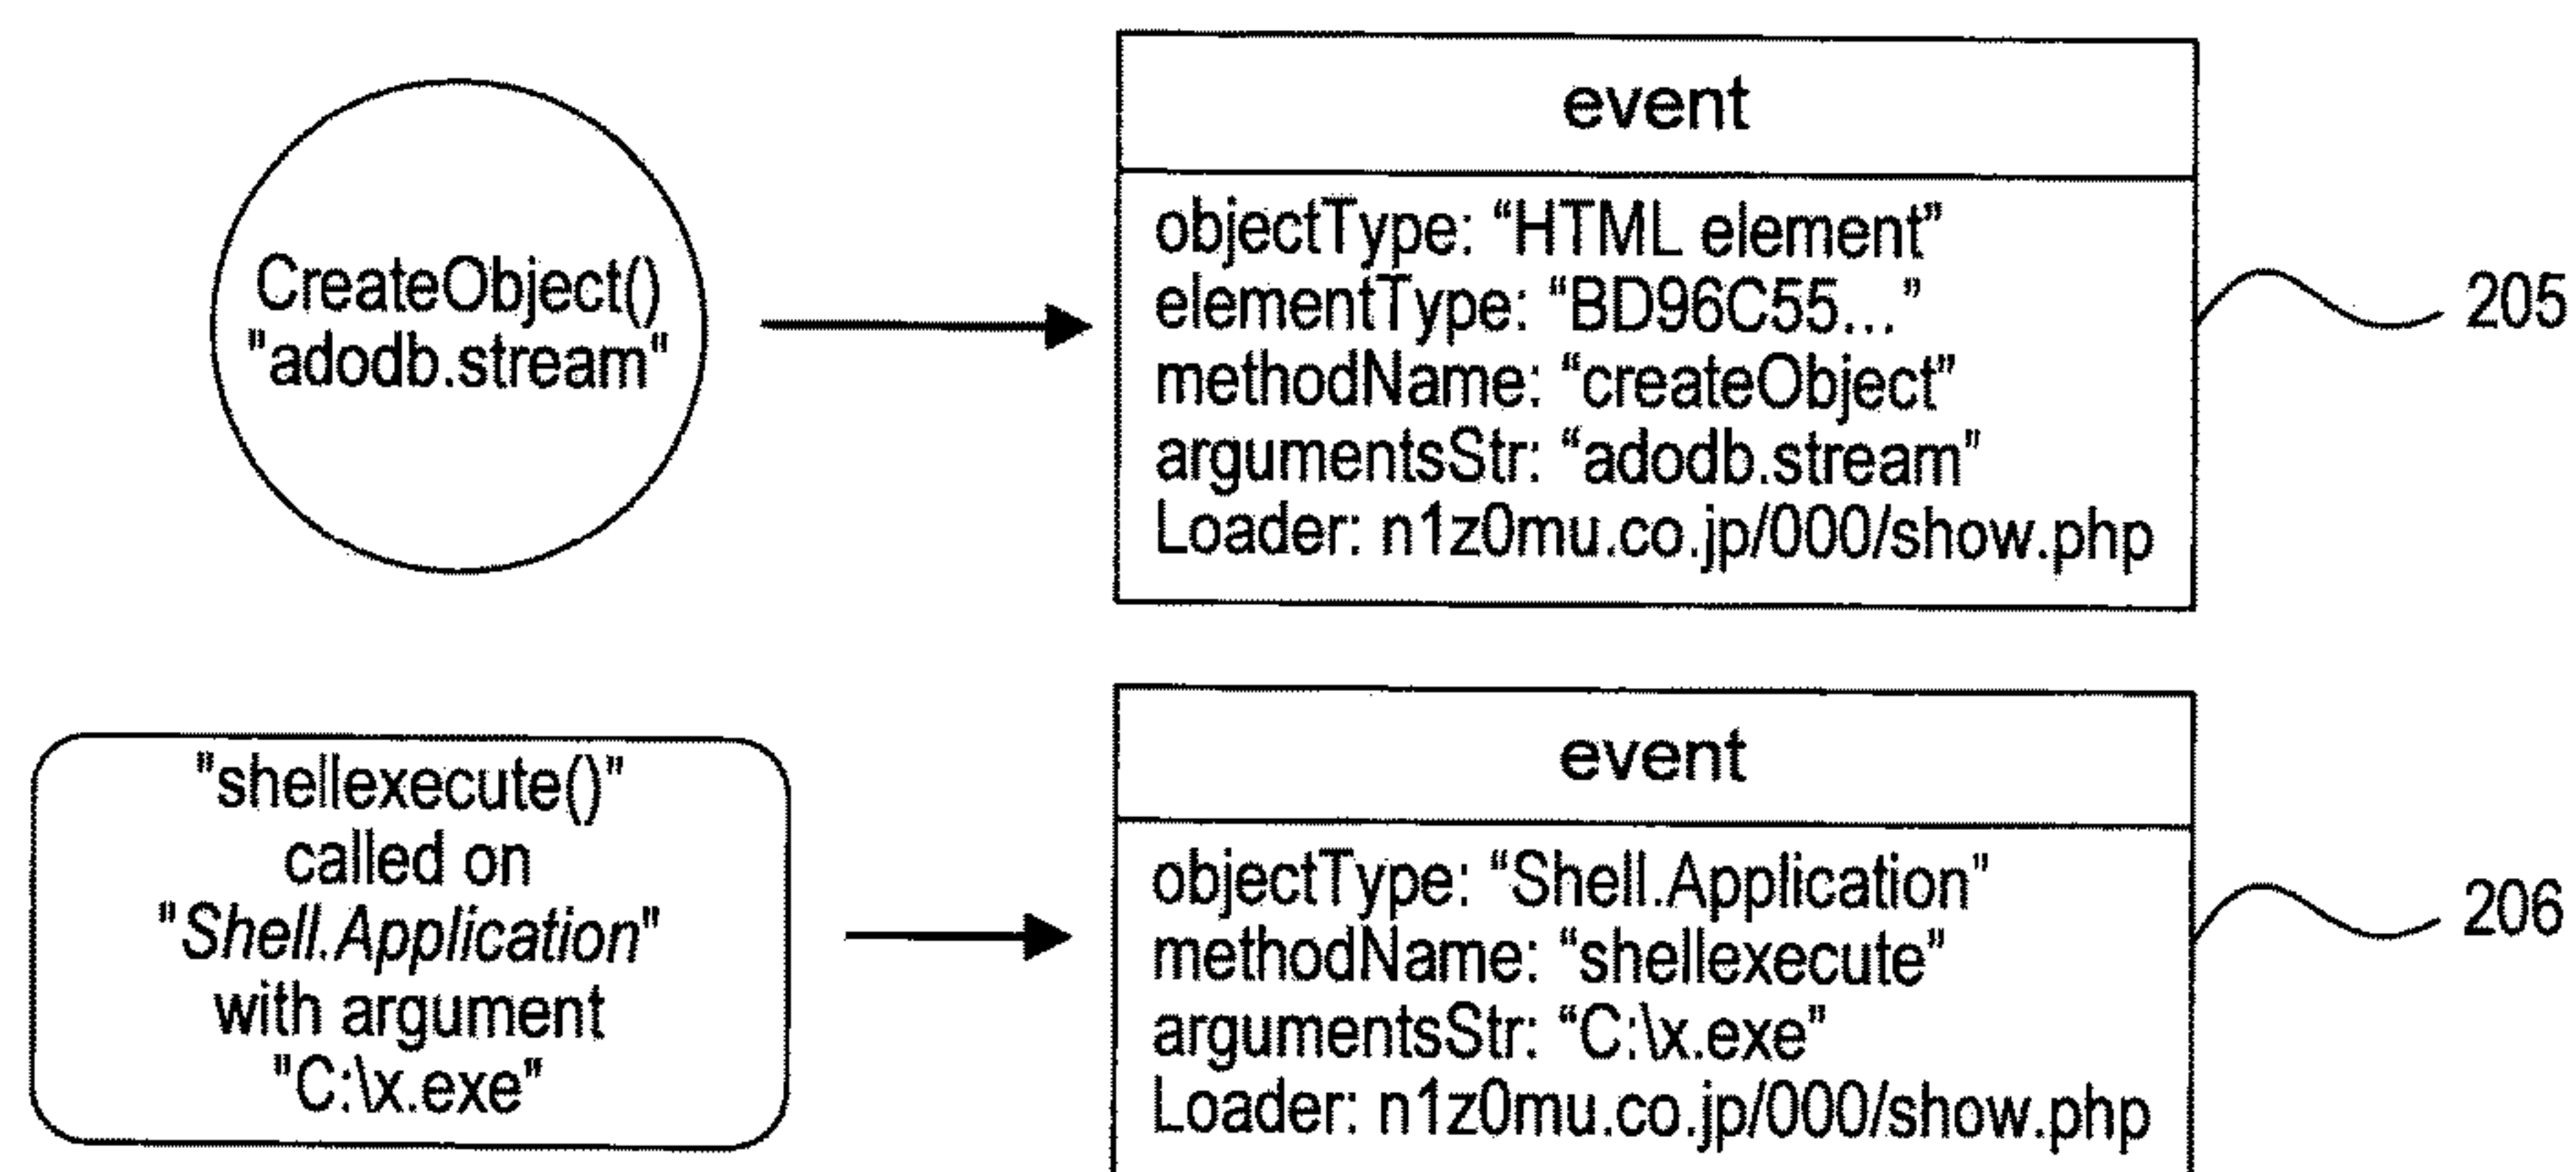 CreateObject()
"adodb.stream"
event
objectType: “HTML element”
elementType: “BD96C55...”
methodName: “createObject”
argumentsStr: “adodb.stream”
Loader: n1z0mu.co.jp/000/show.php
205
"shellexecute()"
called on
"Shell.Application"
with argument
"C:\x.exe"
event
objectType: “Shell.Application”
methodName: “shellexecute”
argumentsStr: “C:\x.exe”
Loader: n1z0mu.co.jp/000/show.php
206